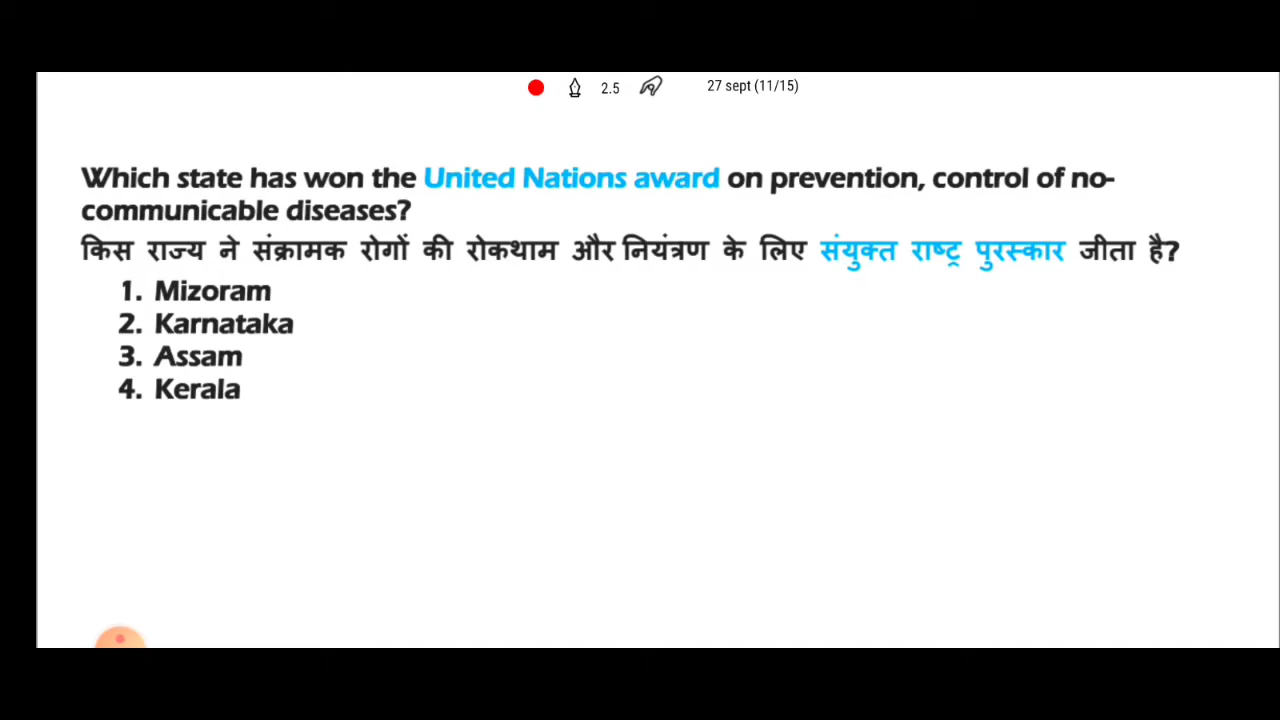 2.5 27 sept (11/15)
Which state has won the United Nations award on prevention, control of no-
communicable diseases?
किस राज्य ने संक्रामक रोगों की रोकथाम और नियंत्रण के लिए संयुक्त राष्ट्र पुरस्कार जीता है?
1. Mizoram
2. Karnataka
3. Assam
4. Kerala